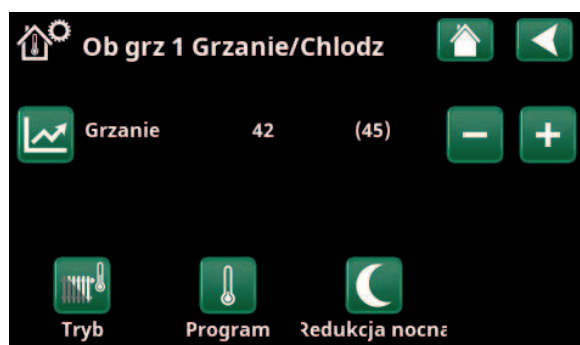 Ob grz 1 Grzanie/Chlodz
Grzanie 42 (45)
− +
Tryb Program Redukcja nocna